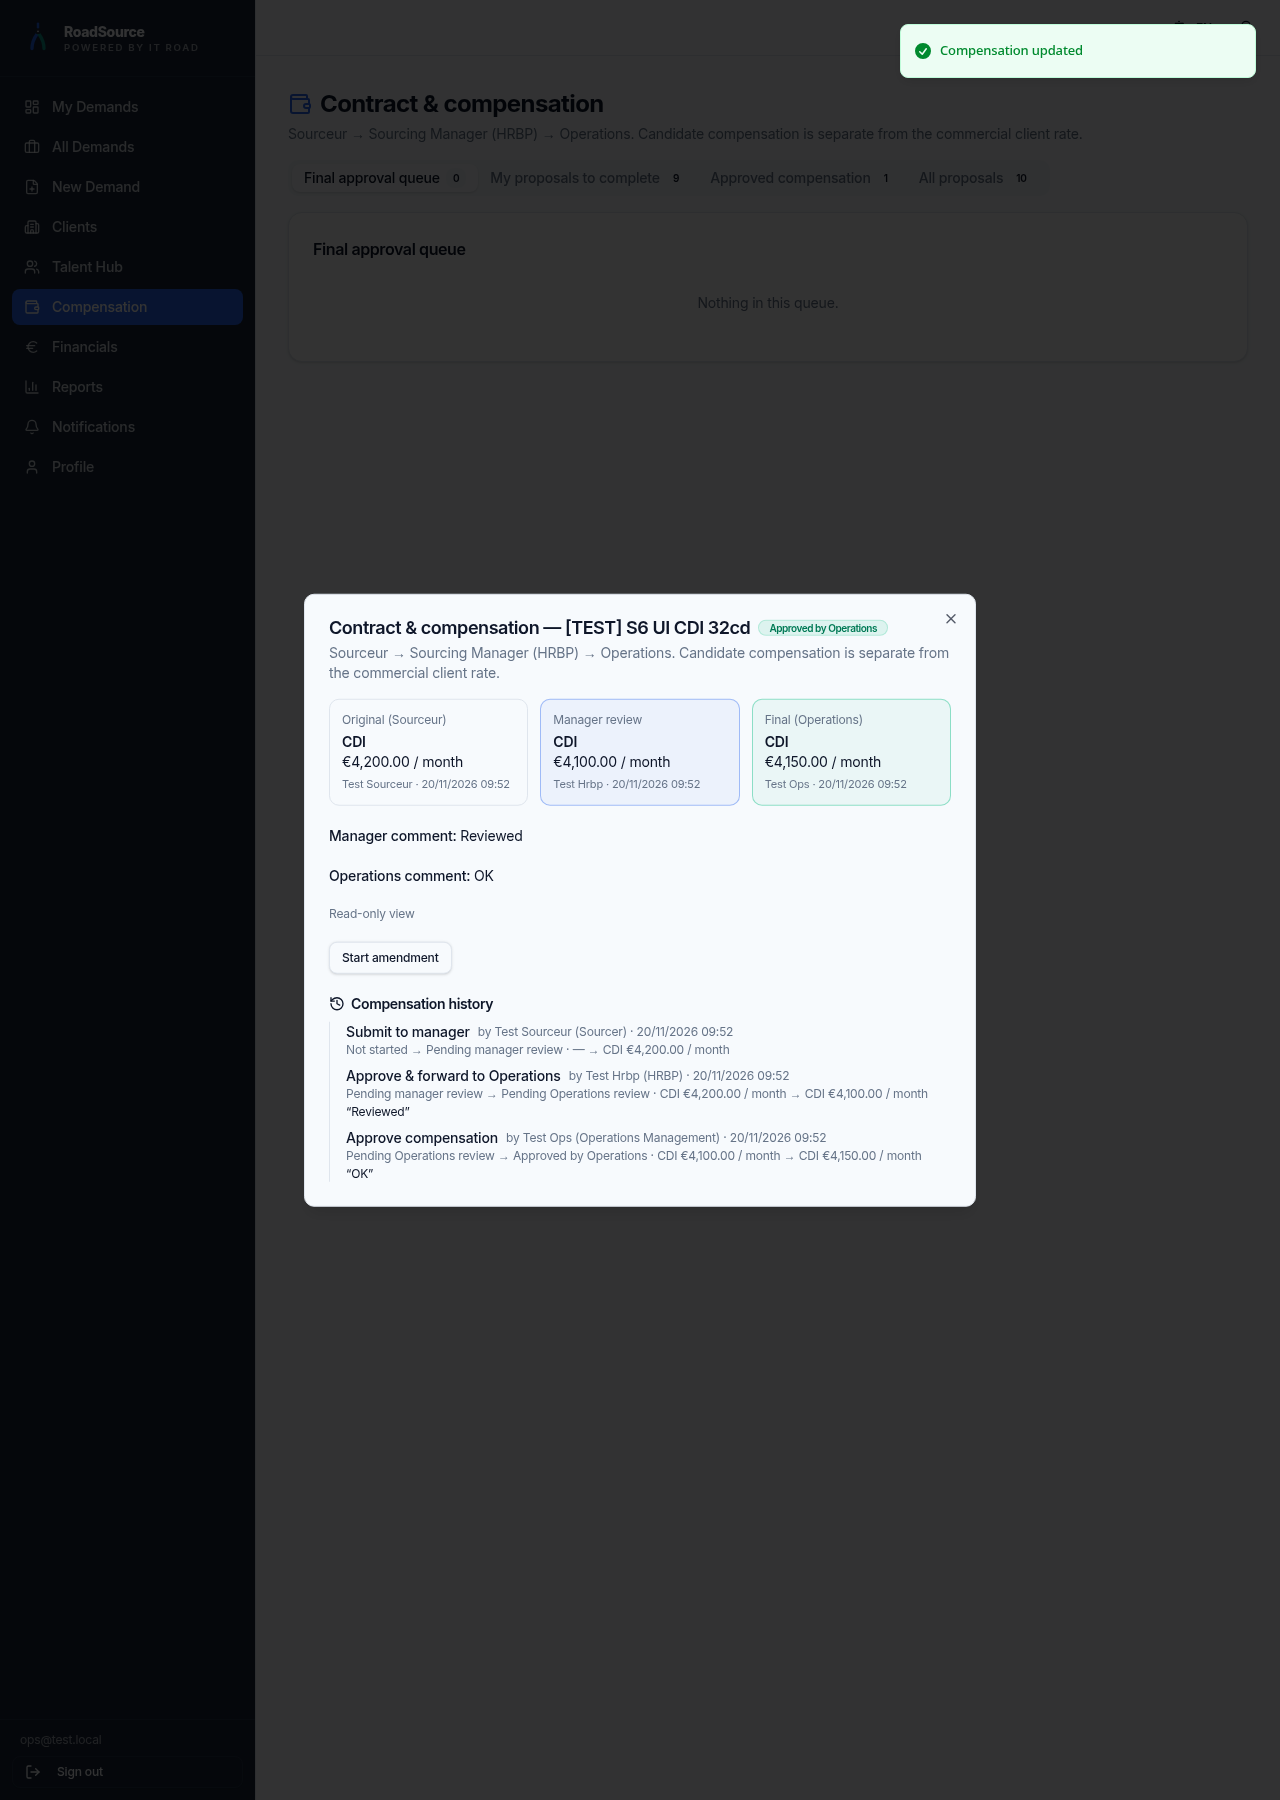 RoadSource
POWERED BY IT ROAD
My Demands
All Demands
New Demand
Clients
Talent Hub
Compensation
Financials
Reports
Notifications
Profile
ops@test.local
Sign out
Compensation updated
Contract & compensation
Sourceur → Sourcing Manager (HRBP) → Operations. Candidate compensation is separate from the commercial client rate.
Final approval queue 0 My proposals to complete 9 Approved compensation 1 All proposals 10
Final approval queue
Nothing in this queue.
Contract & compensation — [TEST] S6 UI CDI 32cd Approved by Operations
Sourceur → Sourcing Manager (HRBP) → Operations. Candidate compensation is separate from
the commercial client rate.
Original (Sourceur)
CDI
€4,200.00 / month
Test Sourceur · 20/11/2026 09:52
Manager review
CDI
€4,100.00 / month
Test Hrbp · 20/11/2026 09:52
Final (Operations)
CDI
€4,150.00 / month
Test Ops · 20/11/2026 09:52
Manager comment: Reviewed
Operations comment: OK
Read-only view
Start amendment
Compensation history
Submit to manager by Test Sourceur (Sourcer) · 20/11/2026 09:52
Not started → Pending manager review · — → CDI €4,200.00 / month
Approve & forward to Operations by Test Hrbp (HRBP) · 20/11/2026 09:52
Pending manager review → Pending Operations review · CDI €4,200.00 / month → CDI €4,100.00 / month
“Reviewed”
Approve compensation by Test Ops (Operations Management) · 20/11/2026 09:52
Pending Operations review → Approved by Operations · CDI €4,100.00 / month → CDI €4,150.00 / month
“OK”